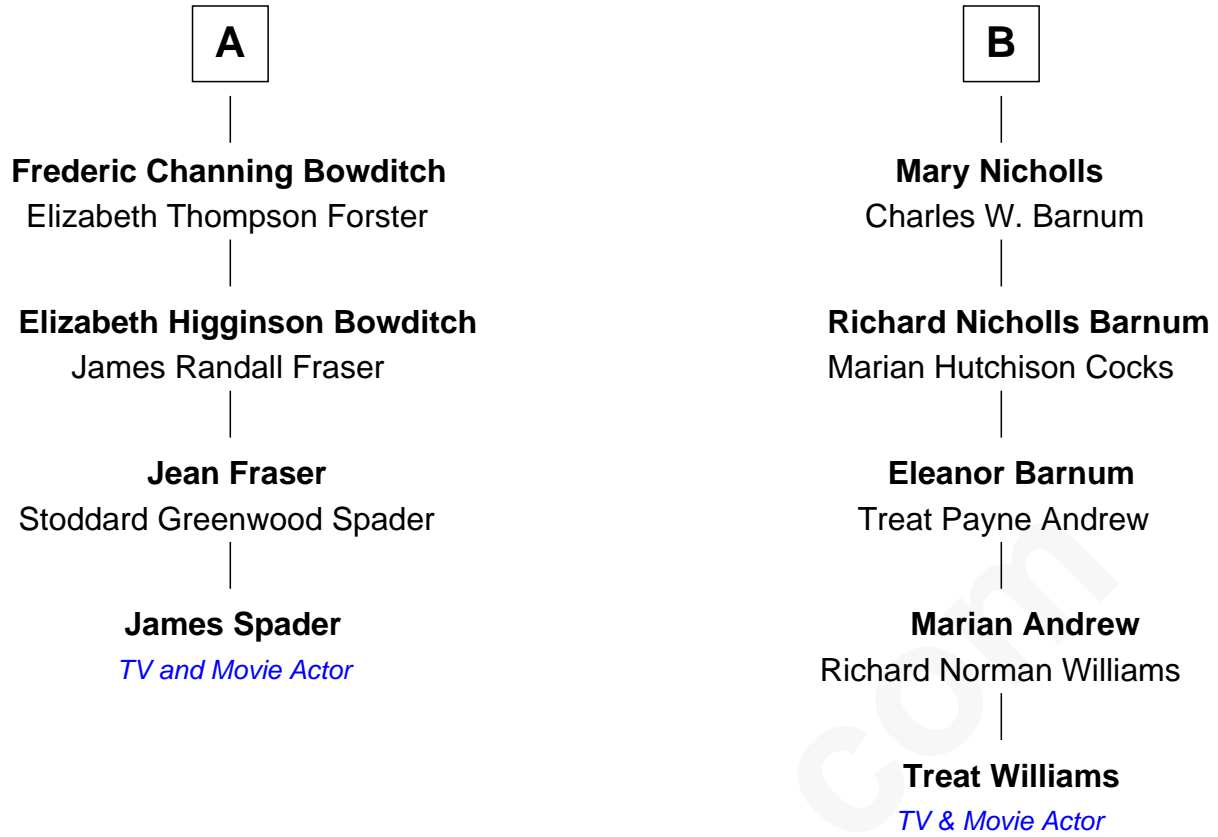 A
Frederic Channing Bowditch
Elizabeth Thompson Forster
Elizabeth Higginson Bowditch
James Randall Fraser
Jean Fraser
Stoddard Greenwood Spader
James Spader
TV and Movie Actor
B
Mary Nicholls
Charles W. Barnum
Richard Nicholls Barnum
Marian Hutchison Cocks
Eleanor Barnum
Treat Payne Andrew
Marian Andrew
Richard Norman Williams
Treat Williams
TV & Movie Actor
com